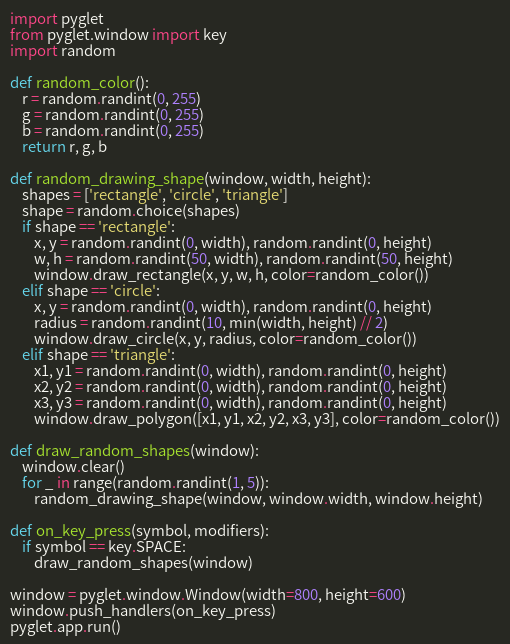 import pyglet
from pyglet.window import key
import random

def random_color():
    r = random.randint(0, 255)
    g = random.randint(0, 255)
    b = random.randint(0, 255)
    return r, g, b

def random_drawing_shape(window, width, height):
    shapes = ['rectangle', 'circle', 'triangle']
    shape = random.choice(shapes)
    if shape == 'rectangle':
        x, y = random.randint(0, width), random.randint(0, height)
        w, h = random.randint(50, width), random.randint(50, height)
        window.draw_rectangle(x, y, w, h, color=random_color())
    elif shape == 'circle':
        x, y = random.randint(0, width), random.randint(0, height)
        radius = random.randint(10, min(width, height) // 2)
        window.draw_circle(x, y, radius, color=random_color())
    elif shape == 'triangle':
        x1, y1 = random.randint(0, width), random.randint(0, height)
        x2, y2 = random.randint(0, width), random.randint(0, height)
        x3, y3 = random.randint(0, width), random.randint(0, height)
        window.draw_polygon([x1, y1, x2, y2, x3, y3], color=random_color())

def draw_random_shapes(window):
    window.clear()
    for _ in range(random.randint(1, 5)):
        random_drawing_shape(window, window.width, window.height)

def on_key_press(symbol, modifiers):
    if symbol == key.SPACE:
        draw_random_shapes(window)

window = pyglet.window.Window(width=800, height=600)
window.push_handlers(on_key_press)
pyglet.app.run()